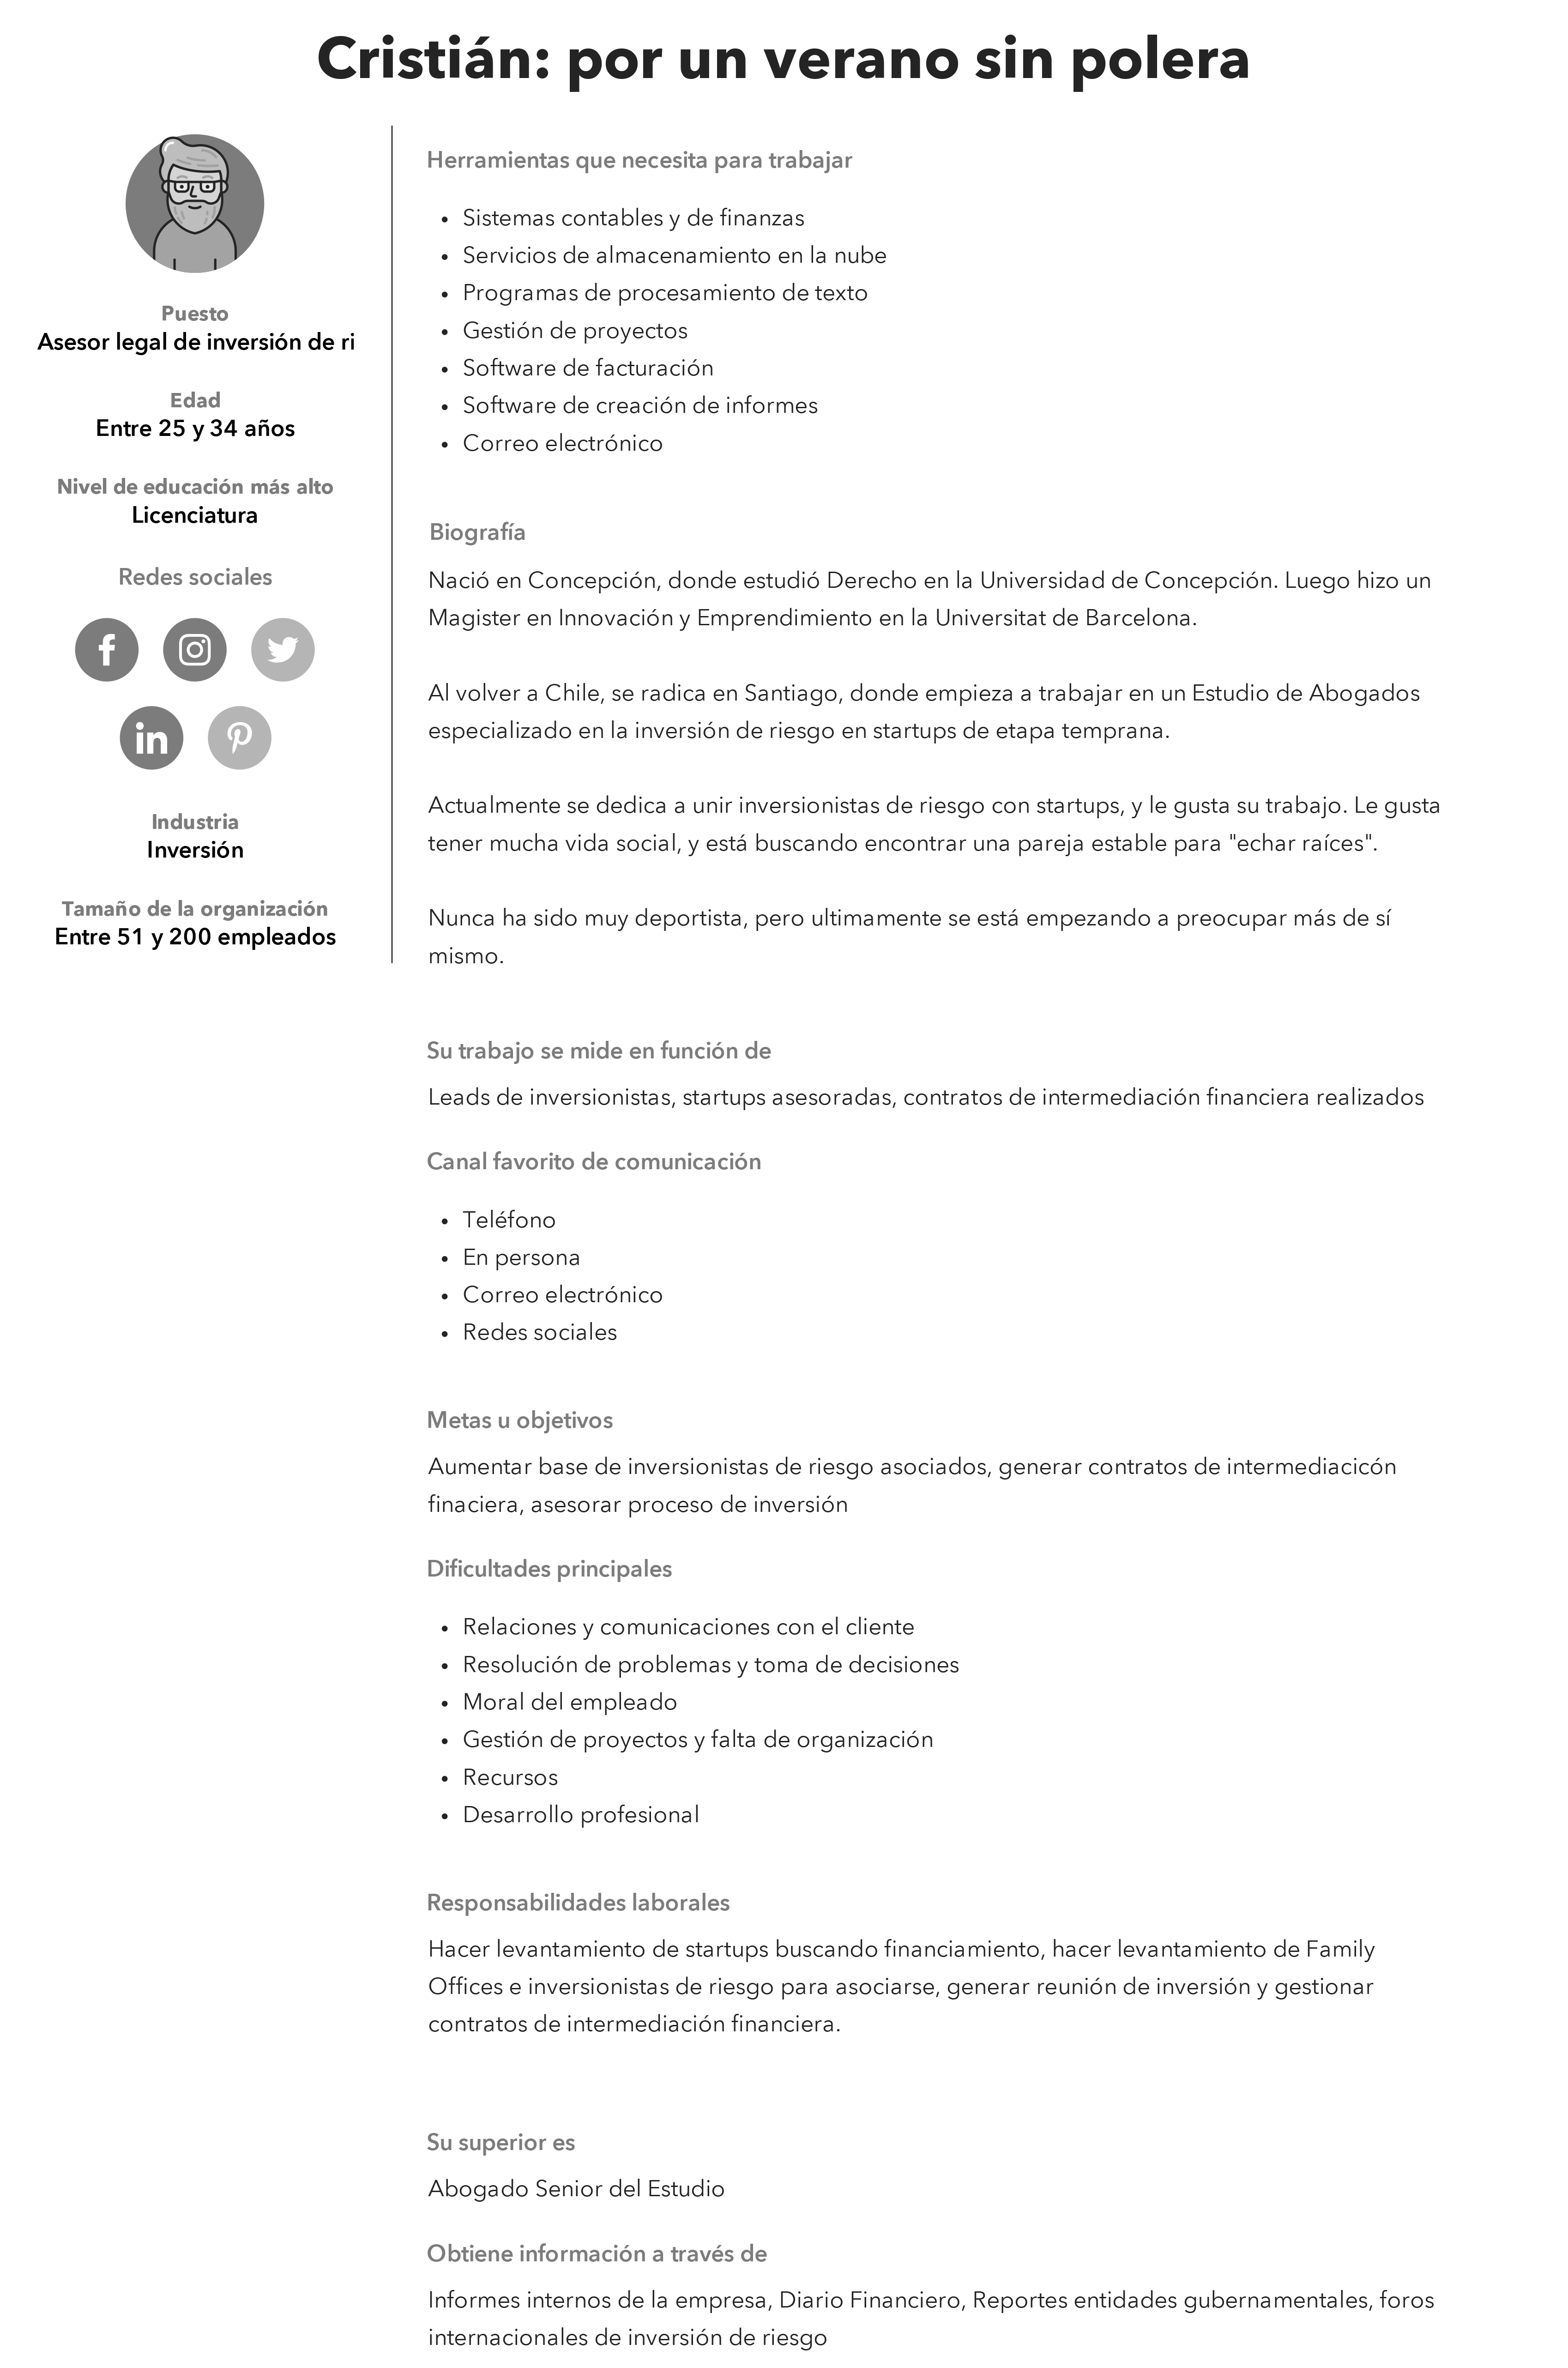 Cristián: por un verano sin polera
Puesto
Asesor legal de inversión de ri
Edad
Entre 25 y 34 años
Nivel de educación más alto
Licenciatura
Redes sociales
Industria
Inversión
Tamaño de la organización
Entre 51 y 200 empleados
Herramientas que necesita para trabajar
• Sistemas contables y de finanzas
• Servicios de almacenamiento en la nube
• Programas de procesamiento de texto
• Gestión de proyectos
• Software de facturación
• Software de creación de informes
• Correo electrónico
Biografía
Nació en Concepción, donde estudió Derecho en la Universidad de Concepción. Luego hizo un
Magister en Innovación y Emprendimiento en la Universitat de Barcelona.
Al volver a Chile, se radica en Santiago, donde empieza a trabajar en un Estudio de Abogados
especializado en la inversión de riesgo en startups de etapa temprana.
Actualmente se dedica a unir inversionistas de riesgo con startups, y le gusta su trabajo. Le gusta
tener mucha vida social, y está buscando encontrar una pareja estable para "echar raíces".
Nunca ha sido muy deportista, pero ultimamente se está empezando a preocupar más de sí
mismo.
Su trabajo se mide en función de
Leads de inversionistas, startups asesoradas, contratos de intermediación financiera realizados
Canal favorito de comunicación
• Teléfono
• En persona
• Correo electrónico
• Redes sociales
Metas u objetivos
Aumentar base de inversionistas de riesgo asociados, generar contratos de intermediacicón
finaciera, asesorar proceso de inversión
Dificultades principales
• Relaciones y comunicaciones con el cliente
• Resolución de problemas y toma de decisiones
• Moral del empleado
• Gestión de proyectos y falta de organización
• Recursos
• Desarrollo profesional
Responsabilidades laborales
Hacer levantamiento de startups buscando financiamiento, hacer levantamiento de Family
Offices e inversionistas de riesgo para asociarse, generar reunión de inversión y gestionar
contratos de intermediación financiera.
Su superior es
Abogado Senior del Estudio
Obtiene información a través de
Informes internos de la empresa, Diario Financiero, Reportes entidades gubernamentales, foros
internacionales de inversión de riesgo